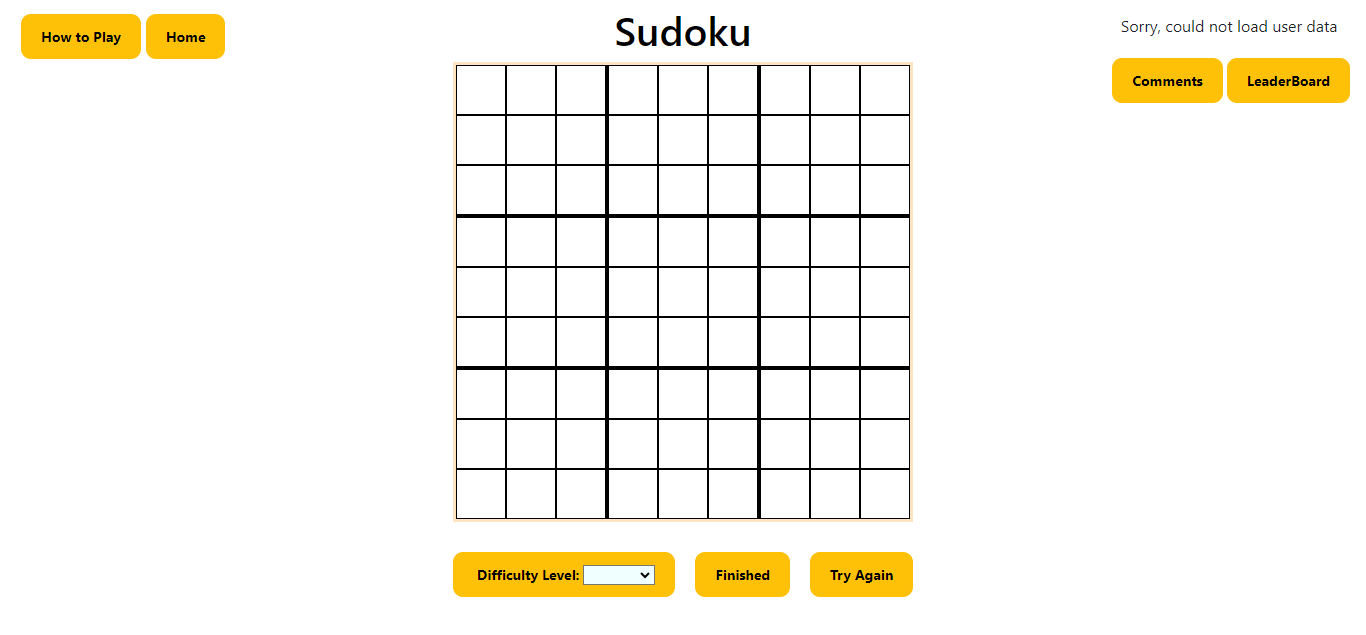 How to Play
Home
Sudoku
Sorry, could not load user data
Comments
LeaderBoard
Difficulty Level:
Finished
Try Again